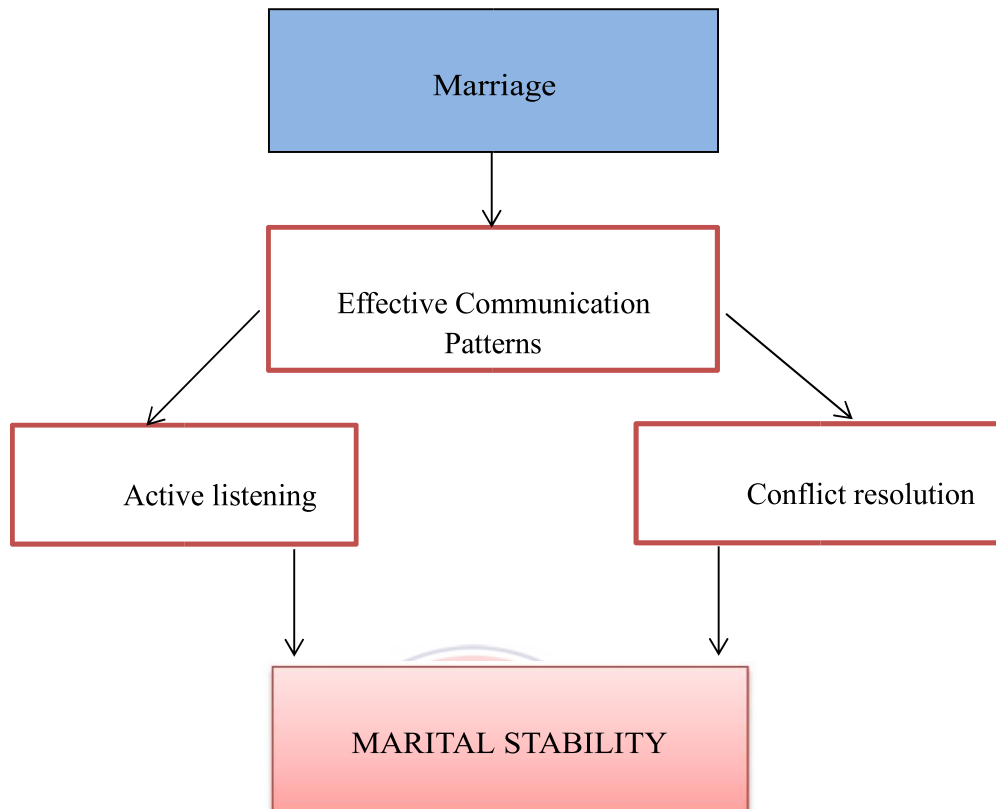 Marriage
Effective Communication
Patterns
Active listening
Conflict resolution
MARITAL STABILITY